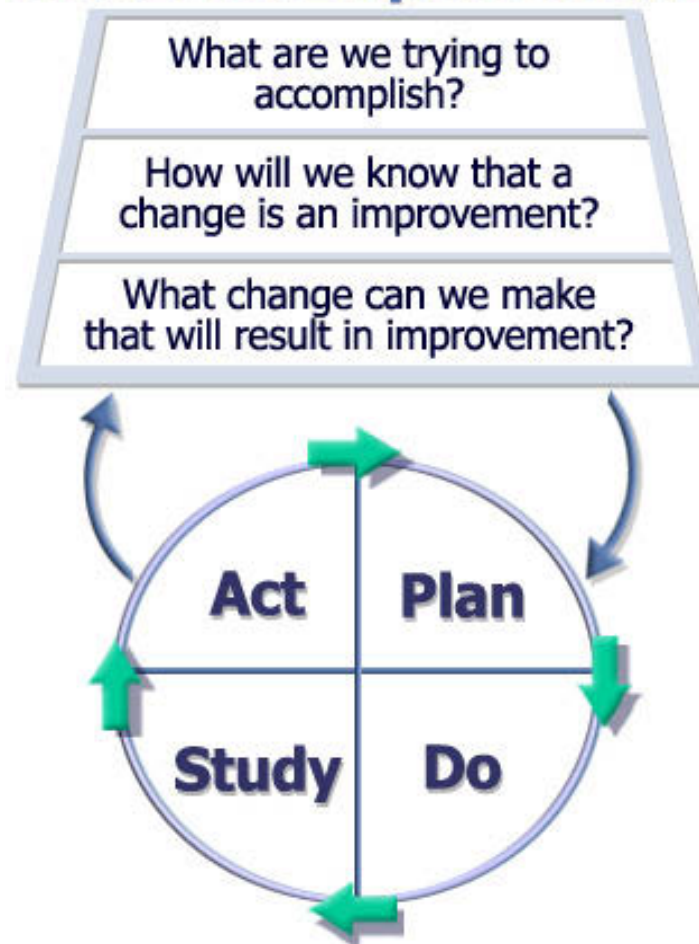 What are we trying to
accomplish?
How will we know that a
change is an improvement?
What change can we make
that will result in improvement?
Act
Plan
Study
Do